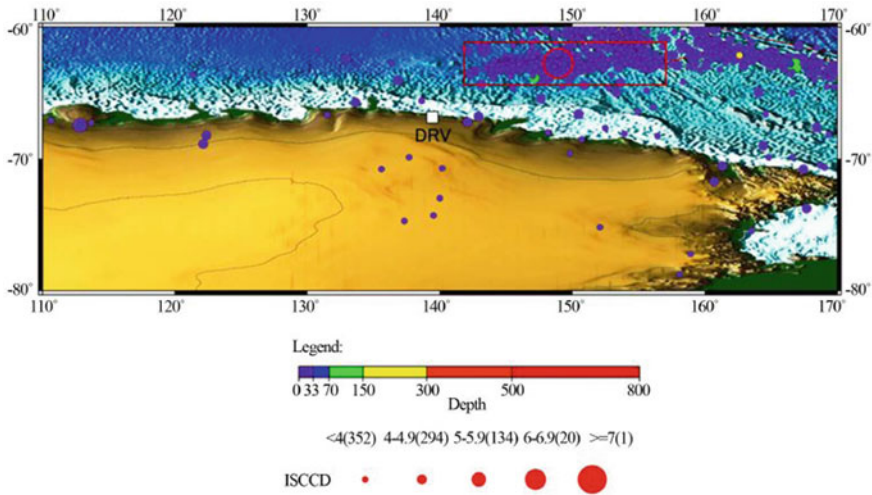 110° 120° 130° 140° 150° 160° 170°
-60° -60°
DRV
-70° -70°
-80° -80°
110° 120° 130° 140° 150° 160° 170°
Legend:
0 33 70 150 300 500 800
Depth
<4(352) 4-4.9(294) 5-5.9(134) 6-6.9(20) >=7(1)
ISCCD